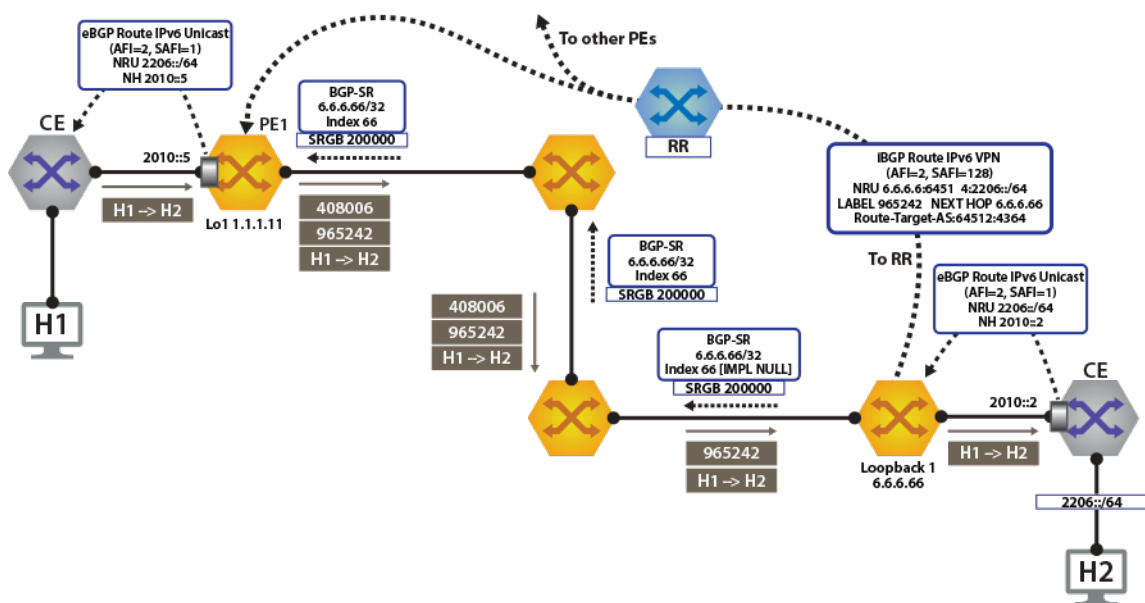 eBGP Route IPv6 Unicast
(AFI=2, SAFI=1)
NRU 2206::/64
NH 2010::5
To other PEs
CE
2010::5
PE1
BGP-SR
6.6.6.66/32
Index 66
SRGB 200000
RR
H1 --> H2
Lo1 1.1.1.11
408006
965242
H1 --> H2
iBGP Route IPv6 VPN
(AFI=2, SAFI=128)
NRU 6.6.6.6:6451 4:2206::/64
LABEL 965242 NEXT HOP 6.6.6.66
Route-Target-AS:64512:4364
To RR
BGP-SR
6.6.6.66/32
Index 66
SRGB 200000
eBGP Route IPv6 Unicast
(AFI=2, SAFI=1)
NRU 2206::/64
NH 2010::2
H1
408006
965242
H1 --> H2
BGP-SR
6.6.6.66/32
Index 66 [IMPL NULL]
SRGB 200000
CE
2010::2
965242
H1 --> H2
Loopback 1
6.6.6.66
H1 --> H2
2206::/64
H2